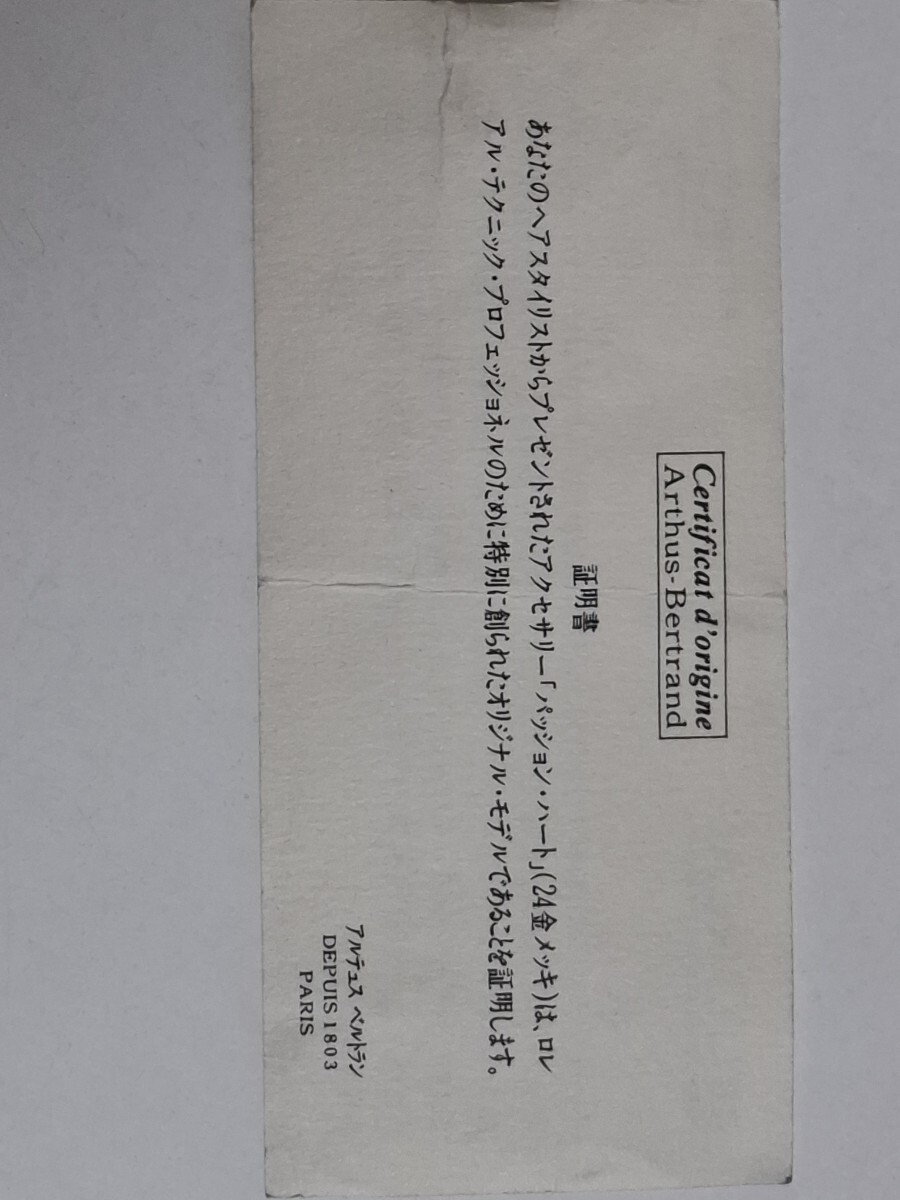 Certificat d'origine
Arthus-Bertrand
証明書
あなたのヘアスタイリストからプレゼントされたアクセサリー「パッション・ハート」(24金メッキ)は、ロレ
アル・テクニック・プロフェッショネルのために特別に創られたオリジナル・モデルであることを証明します。
アルテュス ベルトラン
DEPUIS 1803
PARIS